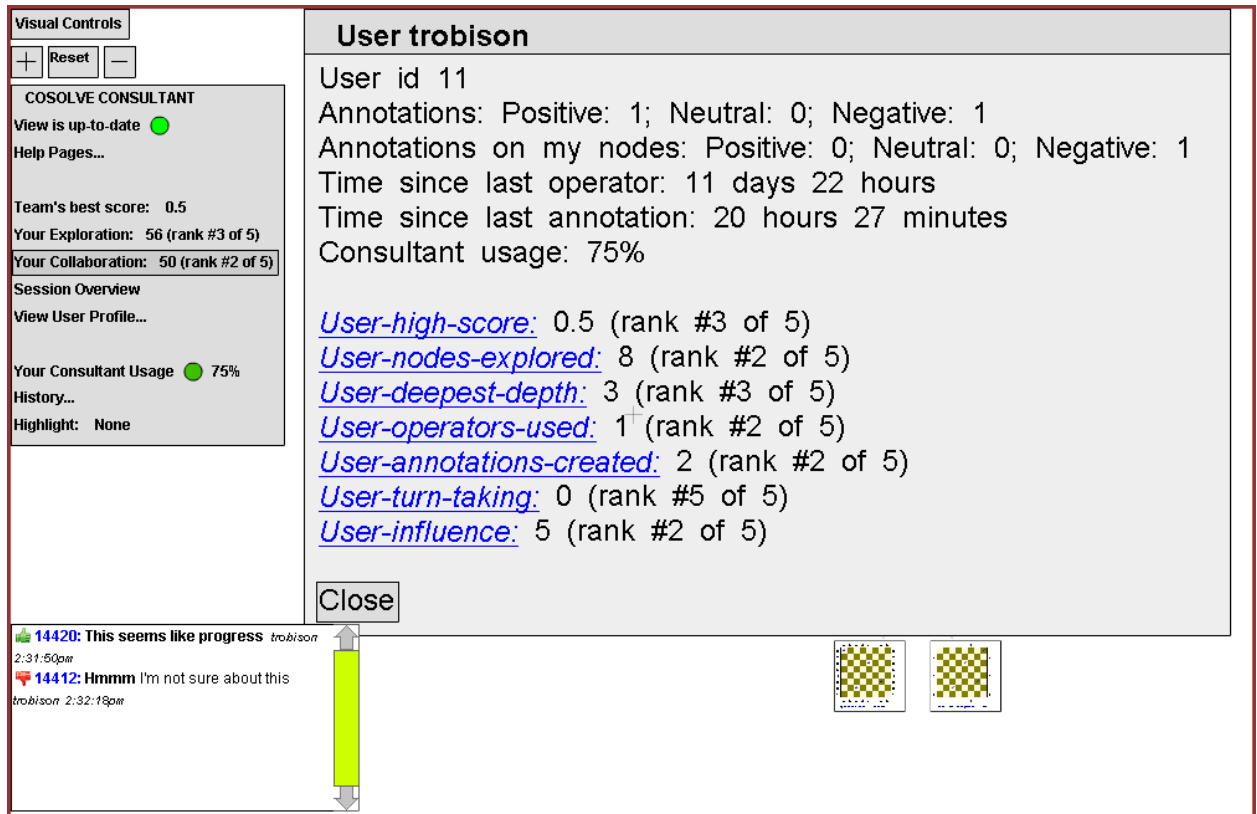 Visual Controls
Reset
COSOLVE CONSULTANT
View is up-to-date
Help Pages...
Team's best score: 0.5
Your Exploration: 56 (rank #3 of 5)
Your Collaboration: 50 (rank #2 of 5)
Session Overview
View User Profile...
Your Consultant Usage 75%
History...
Highlight: None
User trobison
User id 11
Annotations: Positive: 1; Neutral: 0; Negative: 1
Annotations on my nodes: Positive: 0; Neutral: 0; Negative: 1
Time since last operator: 11 days 22 hours
Time since last annotation: 20 hours 27 minutes
Consultant usage: 75%
User-high-score: 0.5 (rank #3 of 5)
User-nodes-explored: 8 (rank #2 of 5)
User-deepest-depth: 3 (rank #3 of 5)
User-operators-used: 1 (rank #2 of 5)
User-annotations-created: 2 (rank #2 of 5)
User-turn-taking: 0 (rank #5 of 5)
User-influence: 5 (rank #2 of 5)
Close
14420: This seems like progress trobison
2:31:50pm
14412: Hmmm I'm not sure about this
trobison 2:32:18pm